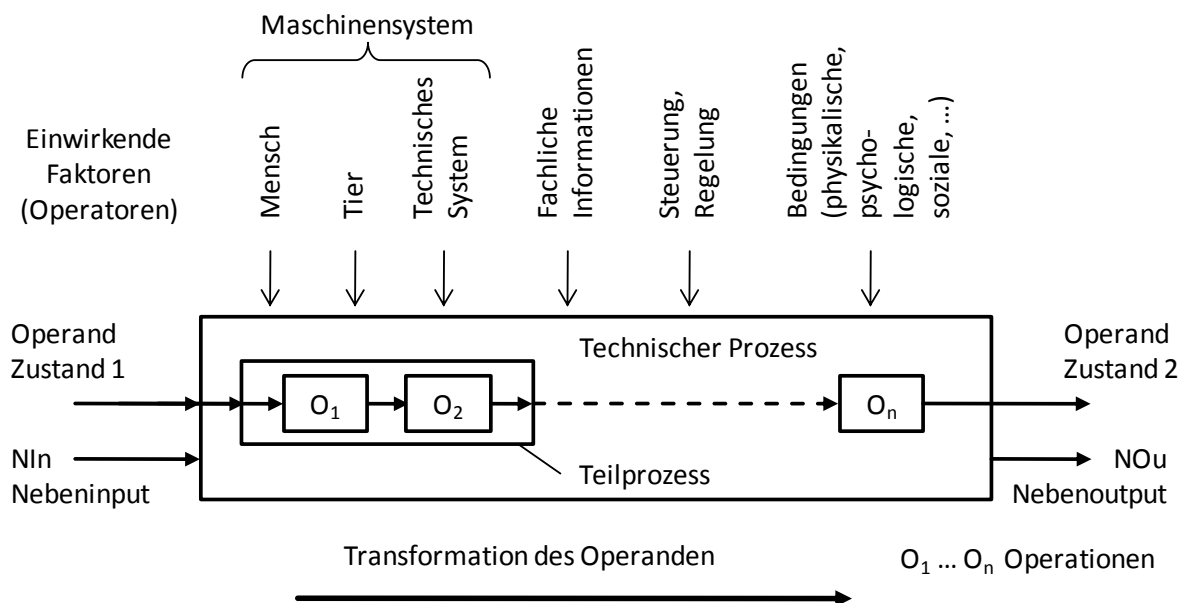 Maschinensystem
Einwirkende
Faktoren
(Operatoren)
Mensch
Tier
Technisches
System
Fachliche
Informationen
Steuerung,
Regelung
Bedingungen
(physikalische,
psycho-
logische,
soziale, ...)
Operand
Zustand 1
Technischer Prozess
Operand
Zustand 2
O₁
O₂
Oₙ
NIn
Nebeninput
Teilprozess
NOu
Nebenoutput
Transformation des Operanden
O₁ ... Oₙ Operationen